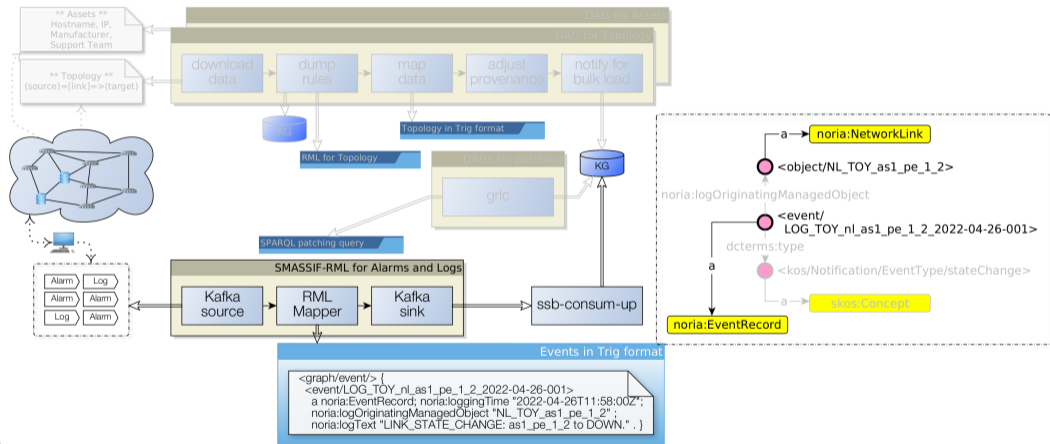 ** Assets **
Hostname, IP,
Manufacturer,
Support Team
** Topology **
(source)=[link]=>(target)
DAG for Assets
DAG for Topology
download
data
dump
rules
map
data
adjust
provenance
notify for
bulk load
KG
Topology in Trig format
RML for Topology
DAGs for patching
grlc
KG
SPARQL patching query
SMASSIF-RML for Alarms and Logs
Alarm
Log
Alarm
Alarm
Log
Alarm
Kafka
source
RML
Mapper
Kafka
sink
ssb-consum-up
Events in Trig format
<graph/event/> {
<event/LOG_TOY_nl_as1_pe_1_2_2022-04-26-001>
a noria:EventRecord; noria:loggingTime "2022-04-26T11:58:00Z";
noria:logOriginatingManagedObject "NL_TOY_as1_pe_1_2" ;
noria:logText "LINK_STATE_CHANGE: as1_pe_1_2 to DOWN." . }
a
noria:NetworkLink
<object/NL_TOY_as1_pe_1_2>
noria:logOriginatingManagedObject
<event/
LOG_TOY_nl_as1_pe_1_2_2022-04-26-001>
dcterms:type
a
<kos/Notification/EventType/stateChange>
a
skos:Concept
noria:EventRecord